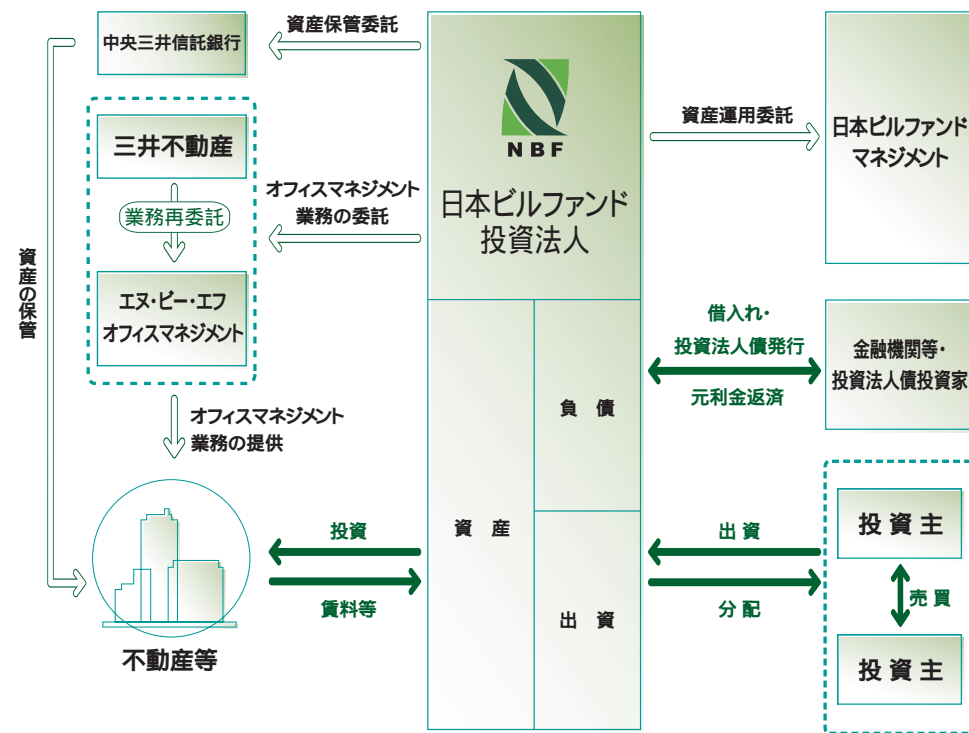 中央三井信託銀行
資産保管委託
三井不動産
業務再委託
エヌ・ビー・エフ
オフィスマネジメント
オフィスマネジメント
業務の委託
資産の保管
オフィスマネジメント
業務の提供
不動産等
投資
賃料等
NBF
日本ビルファンド
投資法人
資 産
負 債
出 資
資産運用委託
日本ビルファンド
マネジメント
借入れ・
投資法人債発行
元利金返済
金融機関等・
投資法人債投資家
出 資
分 配
投 資 主
売 買
投 資 主